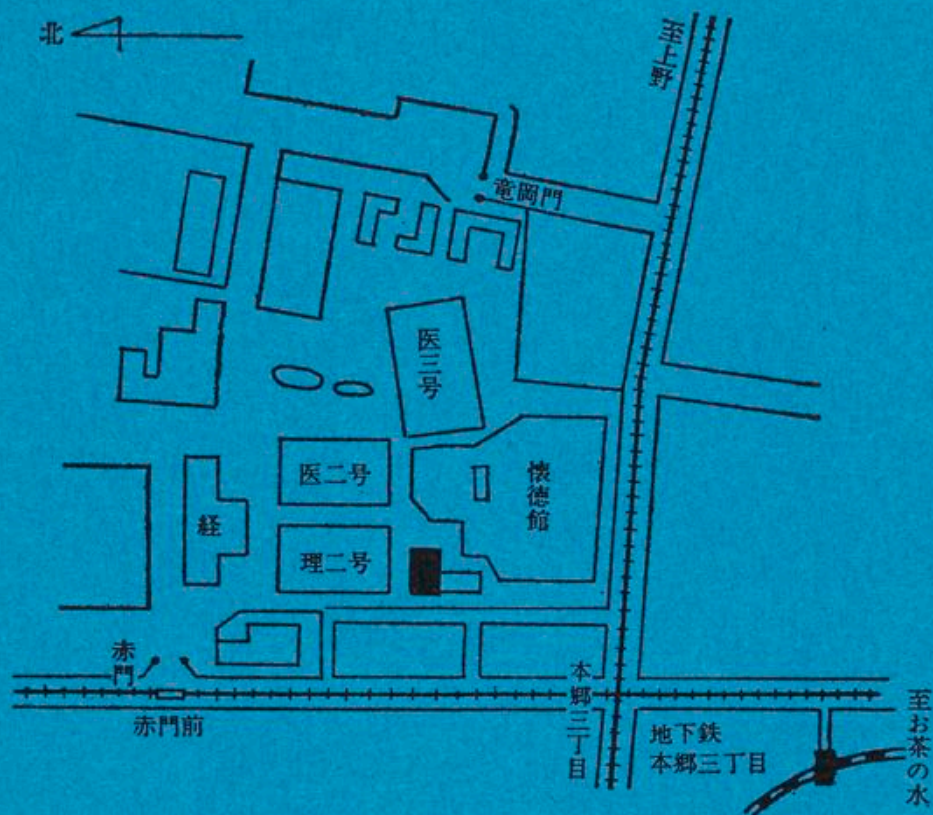 北
至上野
竜岡門
医三号
医二号
懐徳館
経
理二号
赤門
赤門前
本郷三丁目
地下鉄
本郷三丁目
至お茶の水